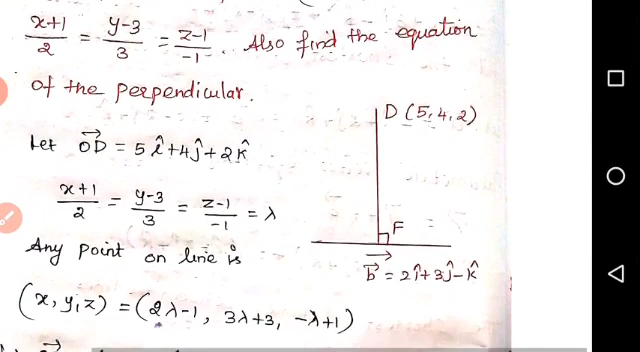 (x+1)/2 = (y-3)/3 = (z-1)/-1 . Also find the equation
of the perpendicular.
D (5, 4, 2)
Let OD⃗ = 5î+4ĵ+2k̂
(x+1)/2 = (y-3)/3 = (z-1)/-1 = λ
F
Any point on line is
b⃗ = 2î+3ĵ-k̂
(x, y, z) = (2λ-1, 3λ+3, -λ+1)